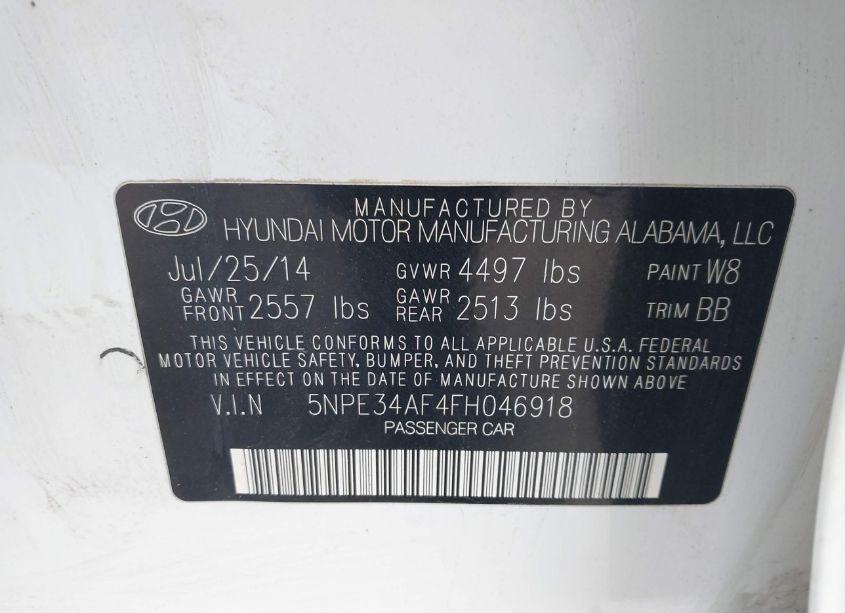 MANUFACTURED BY
HYUNDAI MOTOR MANUFACTURING ALABAMA, LLC
Jul/25/14 GVWR 4497 lbs PAINT W8
GAWR FRONT 2557 lbs GAWR REAR 2513 lbs TRIM BB
THIS VEHICLE CONFORMS TO ALL APPLICABLE U.S.A. FEDERAL
MOTOR VEHICLE SAFETY, BUMPER, AND THEFT PREVENTION STANDARDS
IN EFFECT ON THE DATE OF MANUFACTURE SHOWN ABOVE
V.I.N 5NPE34AF4FH046918
PASSENGER CAR